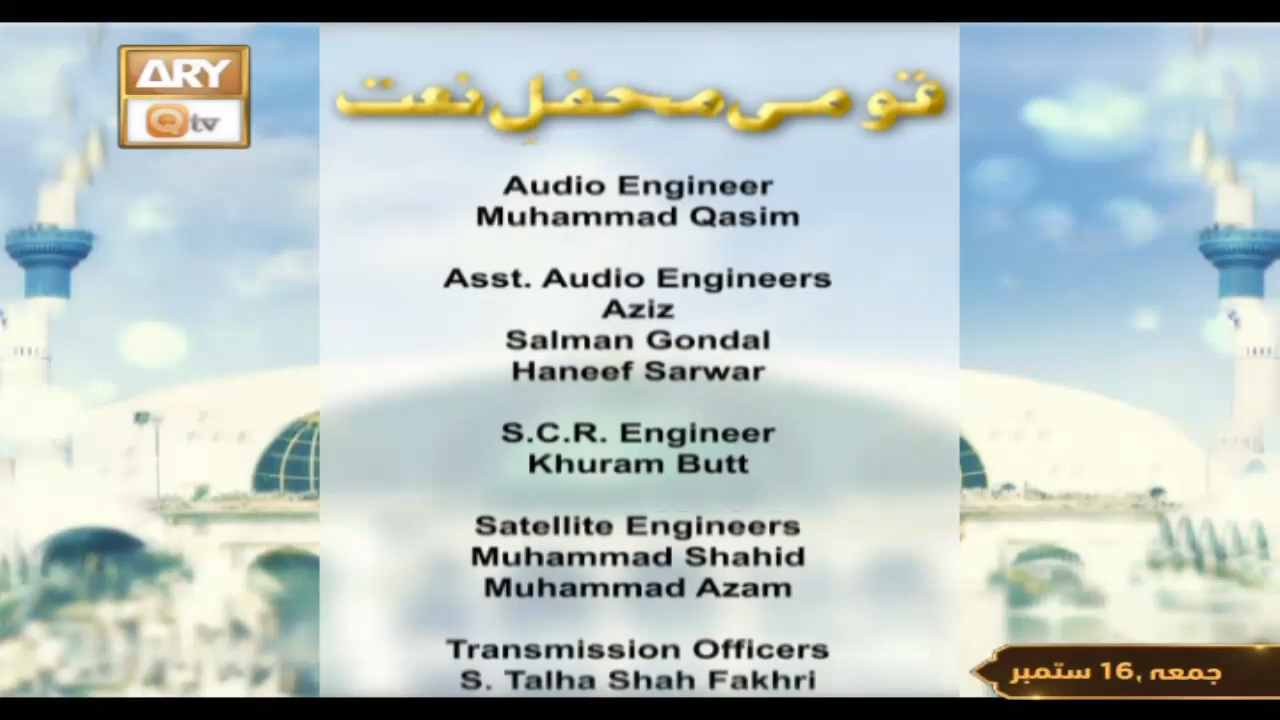 ARY
Qtv
قومی محفلِ نعت
Audio Engineer
Muhammad Qasim
Asst. Audio Engineers
Aziz
Salman Gondal
Haneef Sarwar
S.C.R. Engineer
Khuram Butt
Satellite Engineers
Muhammad Shahid
Muhammad Azam
Transmission Officers
S. Talha Shah Fakhri
جمعہ ,16 ستمبر